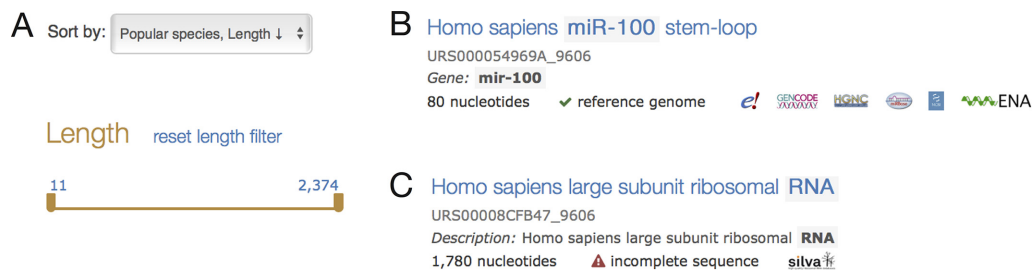 A
Sort by: Popular species, Length ↓
Length reset length filter
11 2,374
B
Homo sapiens miR-100 stem-loop
URS000054969A_9606
Gene: mir-100
80 nucleotides ✔ reference genome e! GENCODE HGNC ENA
C
Homo sapiens large subunit ribosomal RNA
URS00008CFB47_9606
Description: Homo sapiens large subunit ribosomal RNA
1,780 nucleotides incomplete sequence silva